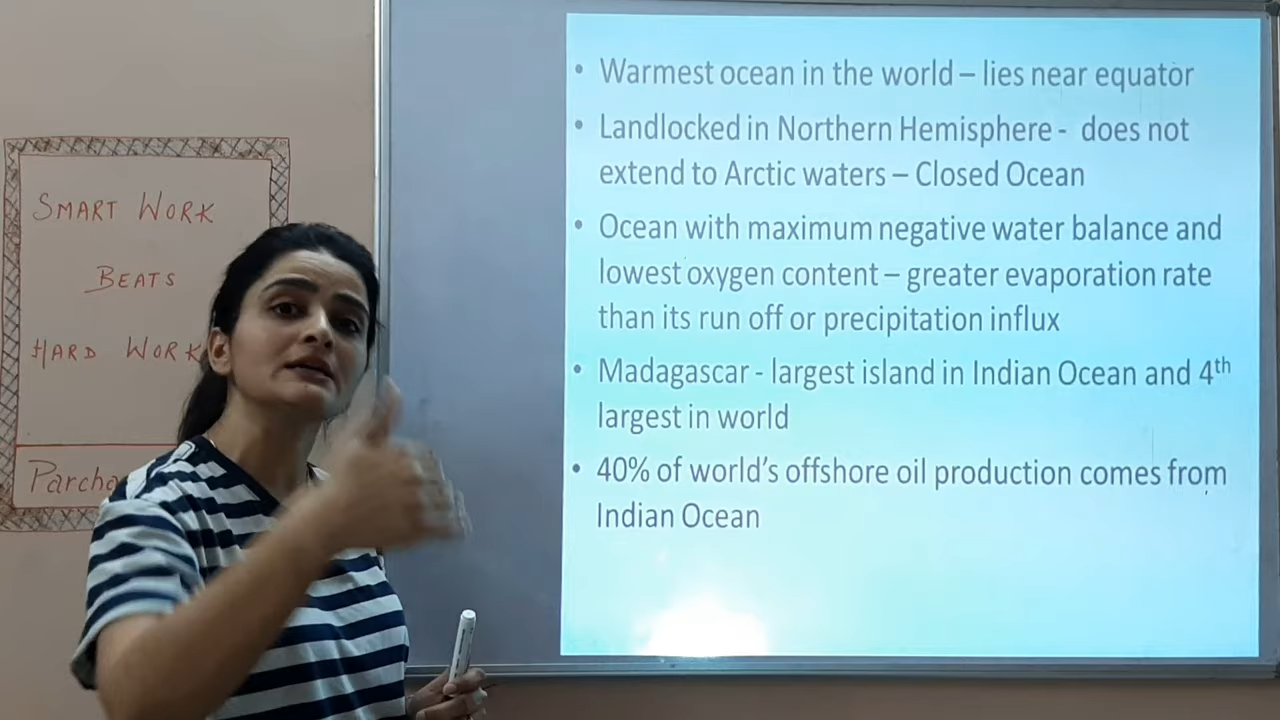 SMART WORK
BEATS
HARD WORK
• Warmest ocean in the world – lies near equator
• Landlocked in Northern Hemisphere - does not
extend to Arctic waters – Closed Ocean
• Ocean with maximum negative water balance and
lowest oxygen content – greater evaporation rate
than its run off or precipitation influx
• Madagascar - largest island in Indian Ocean and 4th
largest in world
• 40% of world's offshore oil production comes from
Indian Ocean